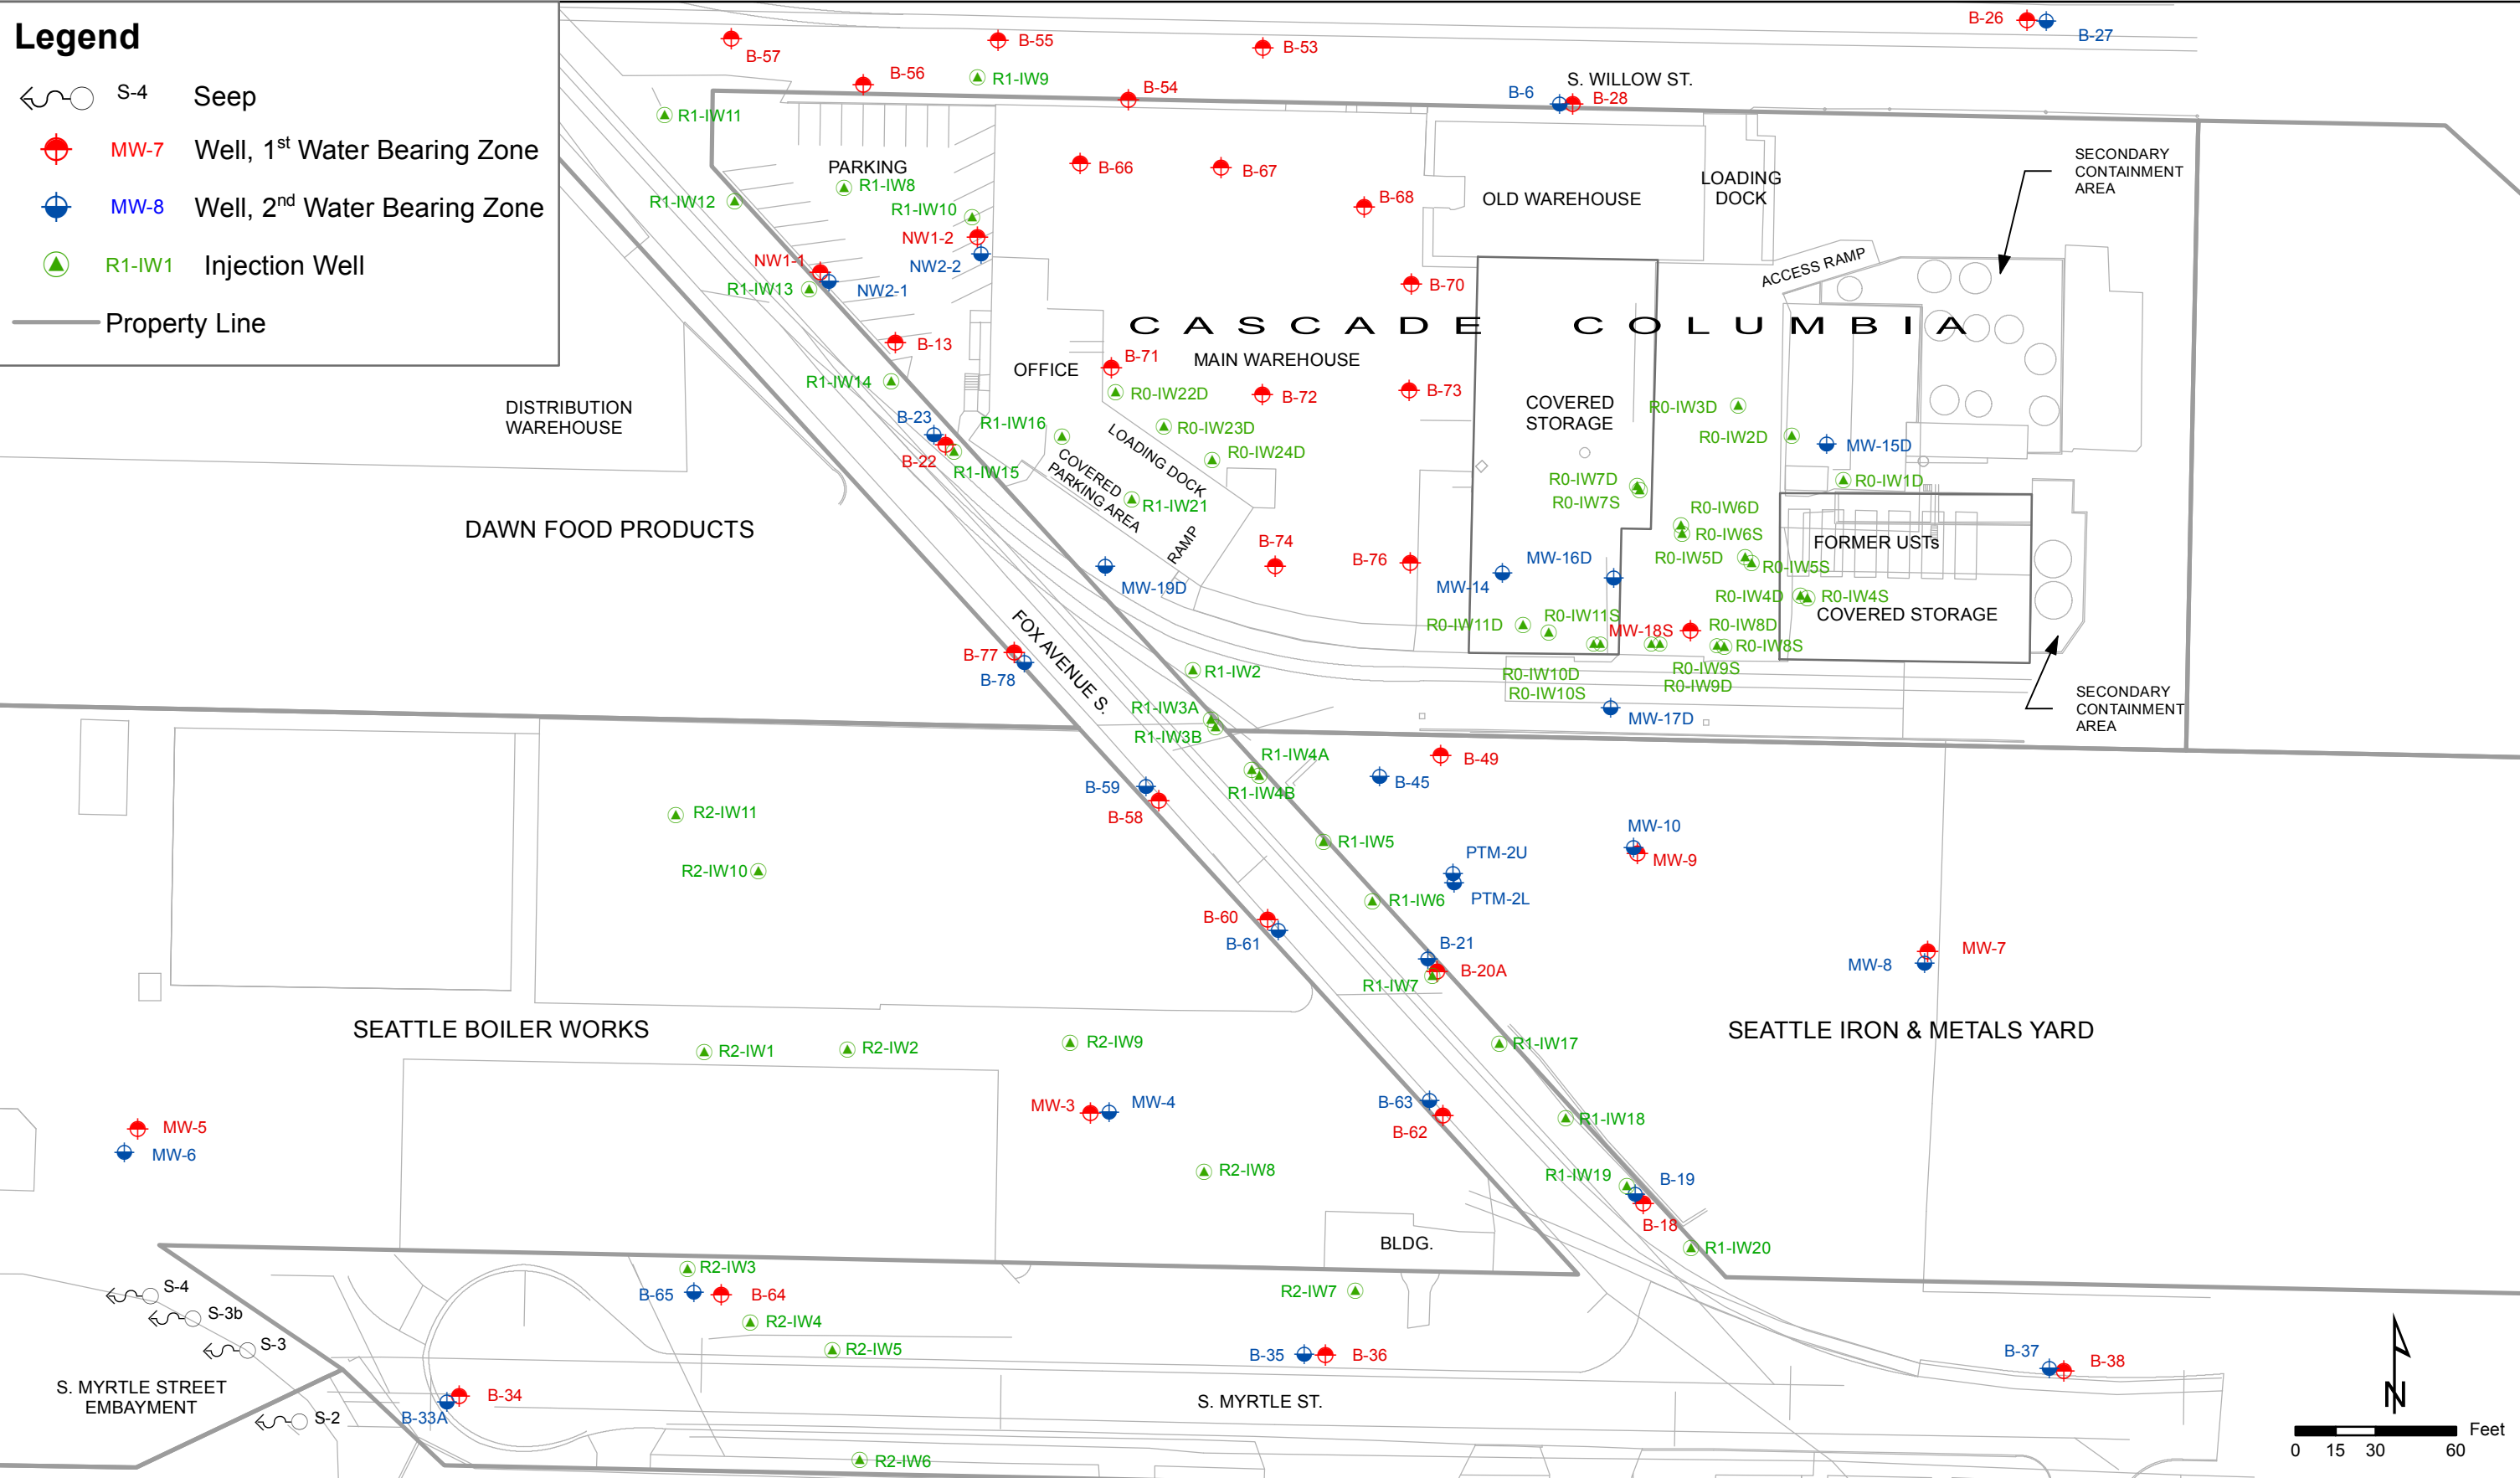 Legend
S-4 Seep
MW-7 Well, 1st Water Bearing Zone
MW-8 Well, 2nd Water Bearing Zone
R1-IW1 Injection Well
Property Line
B-26
B-27
B-57
B-55
B-53
B-56
R1-IW9
B-54
S. WILLOW ST.
B-6
B-28
R1-IW11
PARKING
R1-IW8
B-66
B-67
B-68
OLD WAREHOUSE
LOADING
DOCK
SECONDARY
CONTAINMENT
AREA
R1-IW12
R1-IW10
NW1-2
NW2-2
NW1-1
NW2-1
R1-IW13
B-70
ACCESS RAMP
CASCADE COLUMBIA
B-13
OFFICE
B-71
MAIN WAREHOUSE
R1-IW14
R0-IW22D
B-72
B-73
COVERED
STORAGE
R0-IW3D
DISTRIBUTION
WAREHOUSE
B-23
R1-IW16
R0-IW23D
R0-IW2D
MW-15D
B-22
R1-IW15
LOADING DOCK
R0-IW24D
COVERED
PARKING AREA
R1-IW21
R0-IW7D
R0-IW7S
R0-IW1D
R0-IW6D
R0-IW6S
DAWN FOOD PRODUCTS
RAMP
B-74
B-76
FORMER USTs
MW-16D
R0-IW5D
R0-IW5S
MW-19D
MW-14
R0-IW4D
R0-IW4S
COVERED STORAGE
FOX AVENUE S.
R0-IW11D
R0-IW11S
MW-18S
R0-IW8D
R0-IW8S
B-77
B-78
R1-IW2
R0-IW10D
R0-IW10S
R0-IW9S
R0-IW9D
SECONDARY
CONTAINMENT
AREA
R1-IW3A
R1-IW3B
MW-17D
R1-IW4A
R1-IW4B
B-49
B-45
B-59
B-58
R2-IW11
R2-IW10
R1-IW5
MW-10
MW-9
PTM-2U
PTM-2L
R1-IW6
B-60
B-61
B-21
B-20A
R1-IW7
MW-7
MW-8
SEATTLE BOILER WORKS
SEATTLE IRON & METALS YARD
R2-IW1
R2-IW2
R2-IW9
R1-IW17
MW-3
MW-4
B-63
B-62
R1-IW18
MW-5
MW-6
R2-IW8
R1-IW19
B-19
B-18
BLDG.
R1-IW20
S-4
S-3b
S-3
S-2
R2-IW3
B-65
B-64
R2-IW4
R2-IW5
R2-IW7
B-35
B-36
B-37
B-38
S. MYRTLE STREET
EMBAYMENT
B-34
B-33A
S. MYRTLE ST.
R2-IW6
N
Feet
0 15 30 60